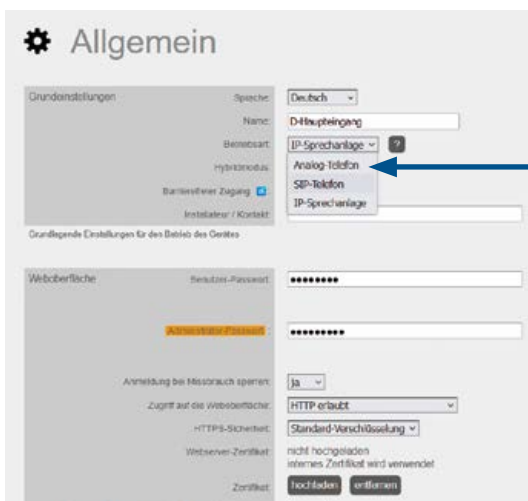 Allgemein
Grundeinstellungen
Sprache: Deutsch
Name: D-Haupteingang
Betriebsart: IP-Sprechanlage ?
Analog-Telefon
SIP-Telefon
IP-Sprechanlage
Hybridmodus:
Barrierefreier Zugang
Installateur / Kontakt:
Grundlegende Einstellungen für den Betrieb des Gerätes
Weboberfläche
Benutzer-Passwort: ••••••••
Administrator-Passwort: •••••••••
Anmeldung bei Missbrauch sperren: ja
Zugriff auf die Weboberfläche: HTTP erlaubt
HTTPS-Sicherheit: Standard-Verschlüsselung
Webserver-Zertifikat: nicht hochgeladen
internes Zertifikat wird verwendet
Zertifikat: hochladen entfernen